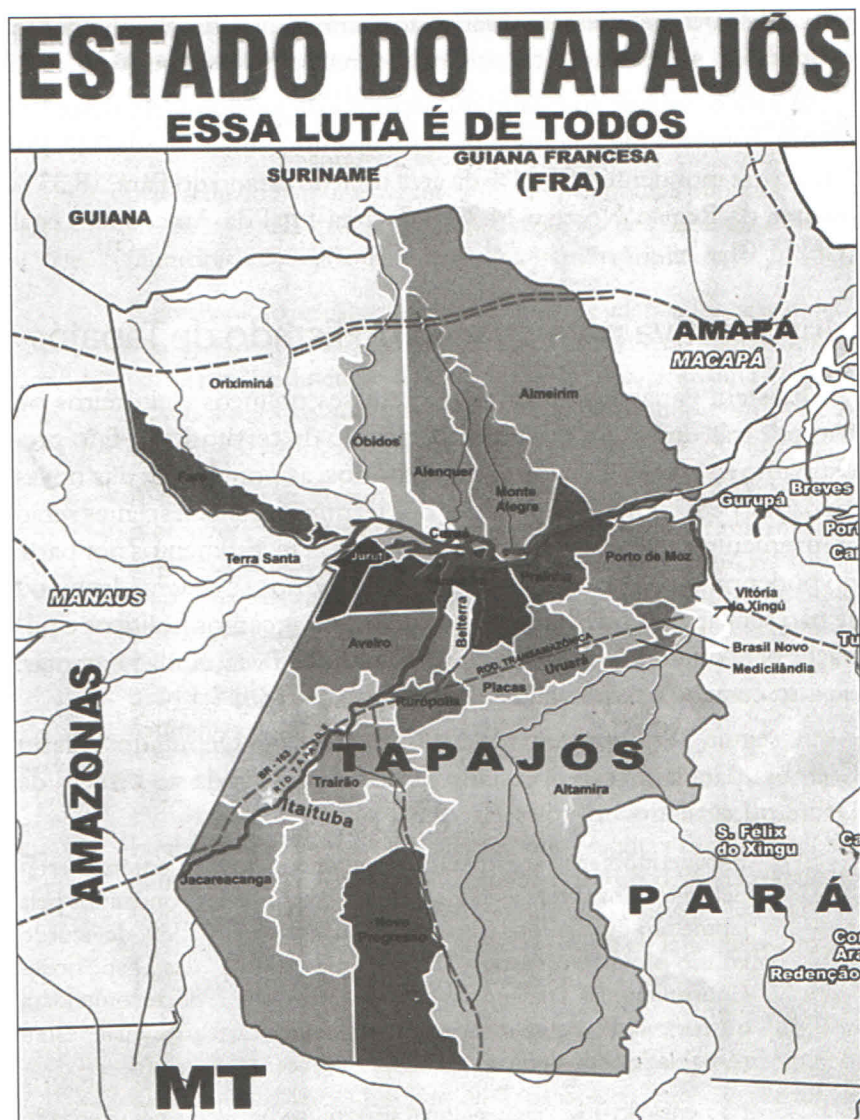 ESTADO DO TAPAJÓS
ESSA LUTA É DE TODOS
GUIANA FRANCESA
(FRA)
SURINAME
GUIANA
AMAPÁ
MACAPÁ
Oriximiná
Almeirim
Óbidos
Alenquer
Faro
Monte
Alegre
Gurupá
Breves
Curuá
Terra Santa
Juruti
Prainha
Porto de Moz
MANAUS
Belterra
Vitória
do Xingú
Aveiro
ROD. TRANSAMAZÔNICA
Brasil Novo
Medicilândia
Uruará
Placas
Rurópolis
BR - 163
RIO TAPAJÓS
TAPAJÓS
Trairão
Altamira
Itaituba
AMAZONAS
S. Félix
do Xingu
Jacareacanga
PARÁ
Novo
Progresso
Redenção
MT